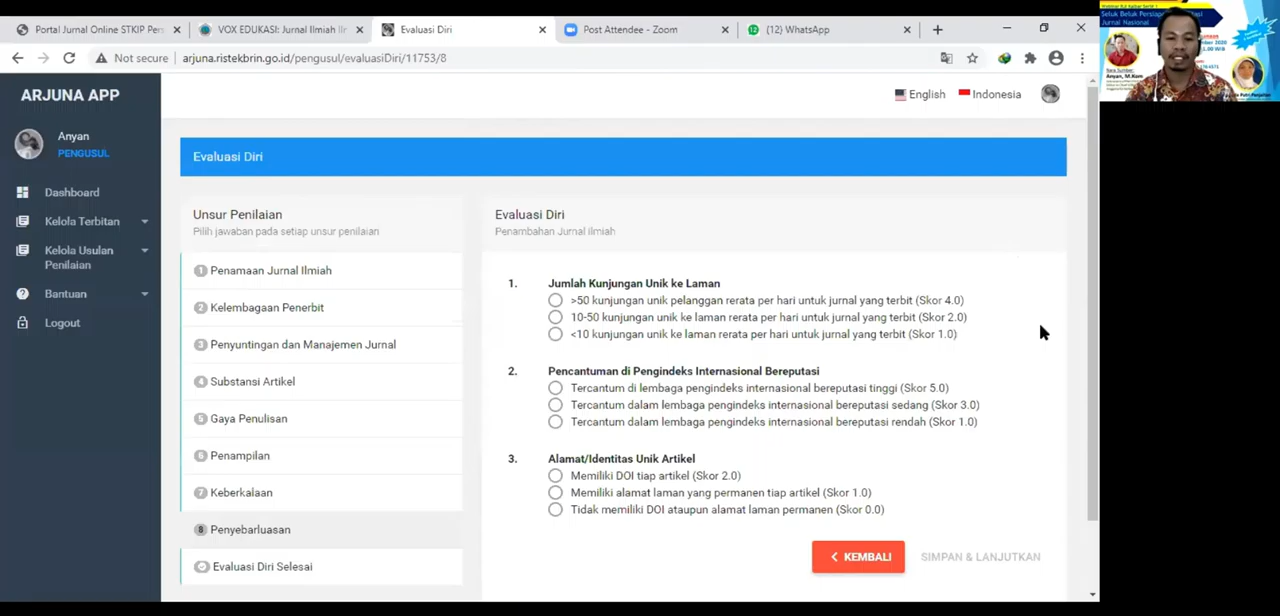 Portal Jurnal Online STKIP Pers
VOX EDUKASI: Jurnal Ilmiah Ilm
Evaluasi Diri
Post Attendee - Zoom
(12) WhatsApp
Not secure
arjuna.ristekbrin.go.id/pengusul/evaluasiDiri/11753/8
ARJUNA APP
English
Indonesia
Anyan
PENGUSUL
Dashboard
Kelola Terbitan
Kelola Usulan
Penilaian
Bantuan
Logout
Evaluasi Diri
Unsur Penilaian
Pilih jawaban pada setiap unsur penilaian
1 Penamaan Jurnal Ilmiah
2 Kelembagaan Penerbit
3 Penyuntingan dan Manajemen Jurnal
4 Substansi Artikel
5 Gaya Penulisan
6 Penampilan
7 Keberkalaan
8 Penyebarluasan
Evaluasi Diri Selesai
Evaluasi Diri
Penambahan Jurnal Ilmiah
1. Jumlah Kunjungan Unik ke Laman
>50 kunjungan unik pelanggan rerata per hari untuk jurnal yang terbit (Skor 4.0)
10-50 kunjungan unik ke laman rerata per hari untuk jurnal yang terbit (Skor 2.0)
<10 kunjungan unik ke laman rerata per hari untuk jurnal yang terbit (Skor 1.0)
2. Pencantuman di Pengindeks Internasional Bereputasi
Tercantum di lembaga pengindeks internasional bereputasi tinggi (Skor 5.0)
Tercantum dalam lembaga pengindeks internasional bereputasi sedang (Skor 3.0)
Tercantum dalam lembaga pengindeks internasional bereputasi rendah (Skor 1.0)
3. Alamat/Identitas Unik Artikel
Memiliki DOI tiap artikel (Skor 2.0)
Memiliki alamat laman yang permanen tiap artikel (Skor 1.0)
Tidak memiliki DOI ataupun alamat laman permanen (Skor 0.0)
KEMBALI
SIMPAN & LANJUTKAN
Seluk Beluk
Jurnal Nasional
2020
Anyan, M.Kom